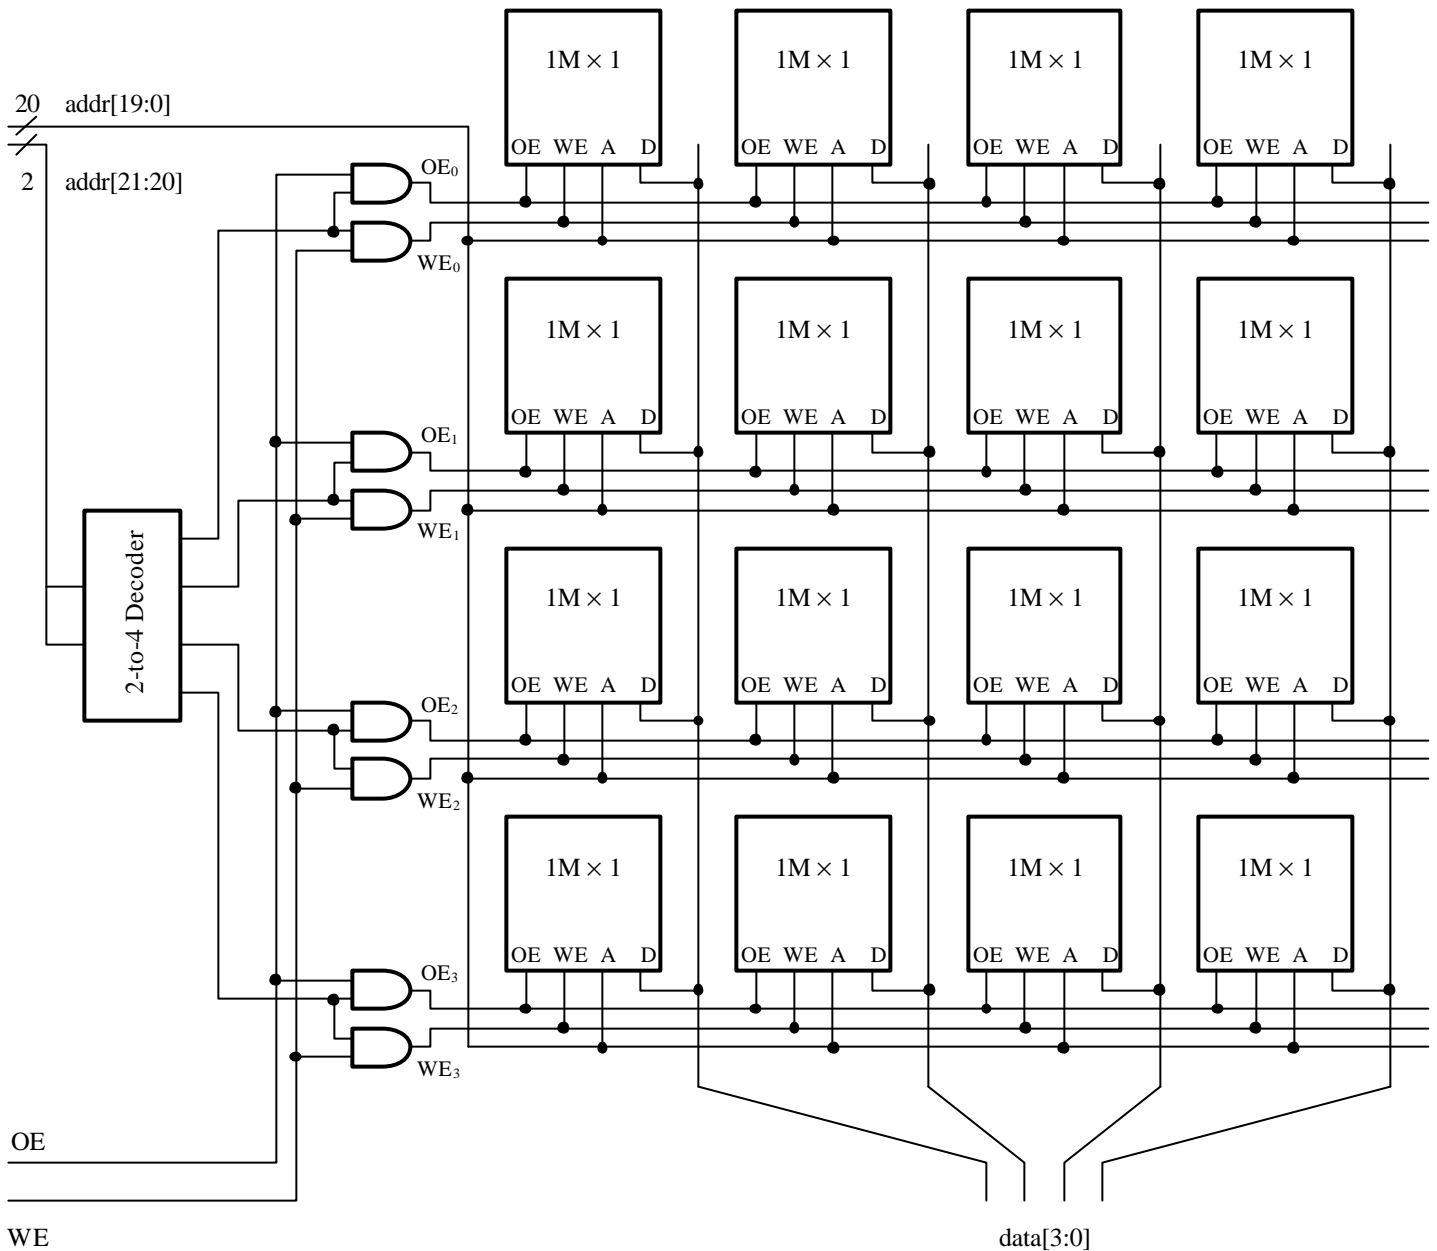 1M × 1 1M × 1 1M × 1 1M × 1
20 addr[19:0]
OE WE A D OE WE A D OE WE A D OE WE A D
2 addr[21:20]
OE0
WE0
1M × 1 1M × 1 1M × 1 1M × 1
OE WE A D OE WE A D OE WE A D OE WE A D
OE1
WE1
2-to-4 Decoder
1M × 1 1M × 1 1M × 1 1M × 1
OE WE A D OE WE A D OE WE A D OE WE A D
OE2
WE2
1M × 1 1M × 1 1M × 1 1M × 1
OE WE A D OE WE A D OE WE A D OE WE A D
OE3
WE3
OE
WE
data[3:0]